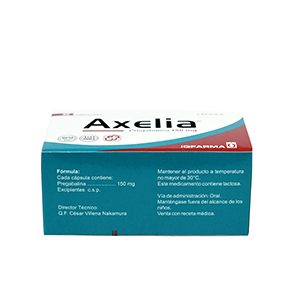 Axelia
Pregabalina 150 mg
IQFARMA
Fórmula:
Cada cápsula contiene:
Pregabalina .................. 150 mg
Excipientes c.s.p.
Director Técnico:
Q.F. César Villena Nakamura
Mantener el producto a temperatura
no mayor de 30°C.
Este medicamento contiene lactosa.
Vía de administración: Oral.
Manténgase fuera del alcance de los
niños.
Venta con receta médica.